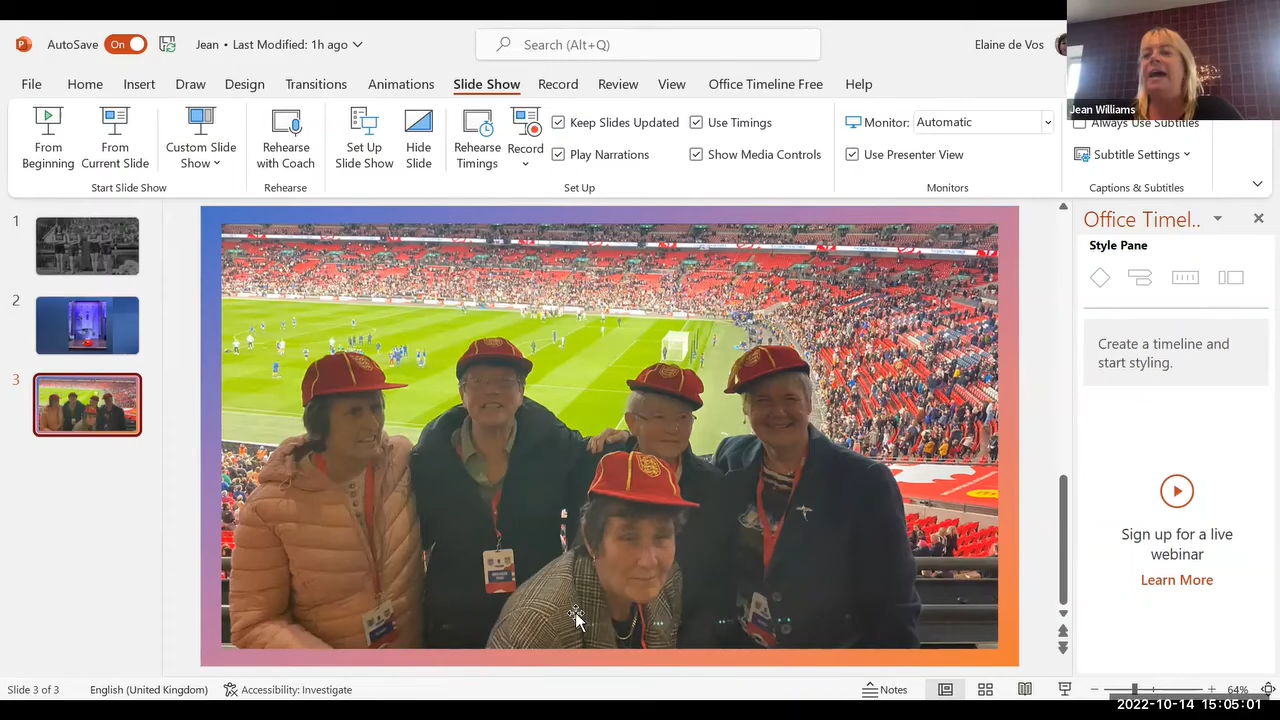 AutoSave On Jean • Last Modified: 1h ago Search (Alt+Q) Elaine de Vos
Jean Williams
File Home Insert Draw Design Transitions Animations Slide Show Record Review View Office Timeline Free Help
From Beginning
From Current Slide
Custom Slide Show
Start Slide Show
Rehearse with Coach
Rehearse
Set Up Slide Show
Hide Slide
Rehearse Timings
Record
Keep Slides Updated
Play Narrations
Use Timings
Show Media Controls
Set Up
Monitor: Automatic
Use Presenter View
Monitors
Always Use Subtitles
Subtitle Settings
Captions & Subtitles
1
2
3
Office Timel..
Style Pane
Create a timeline and
start styling.
Sign up for a live
webinar
Learn More
Slide 3 of 3 English (United Kingdom) Accessibility: Investigate Notes 64%
2022-10-14 15:05:01